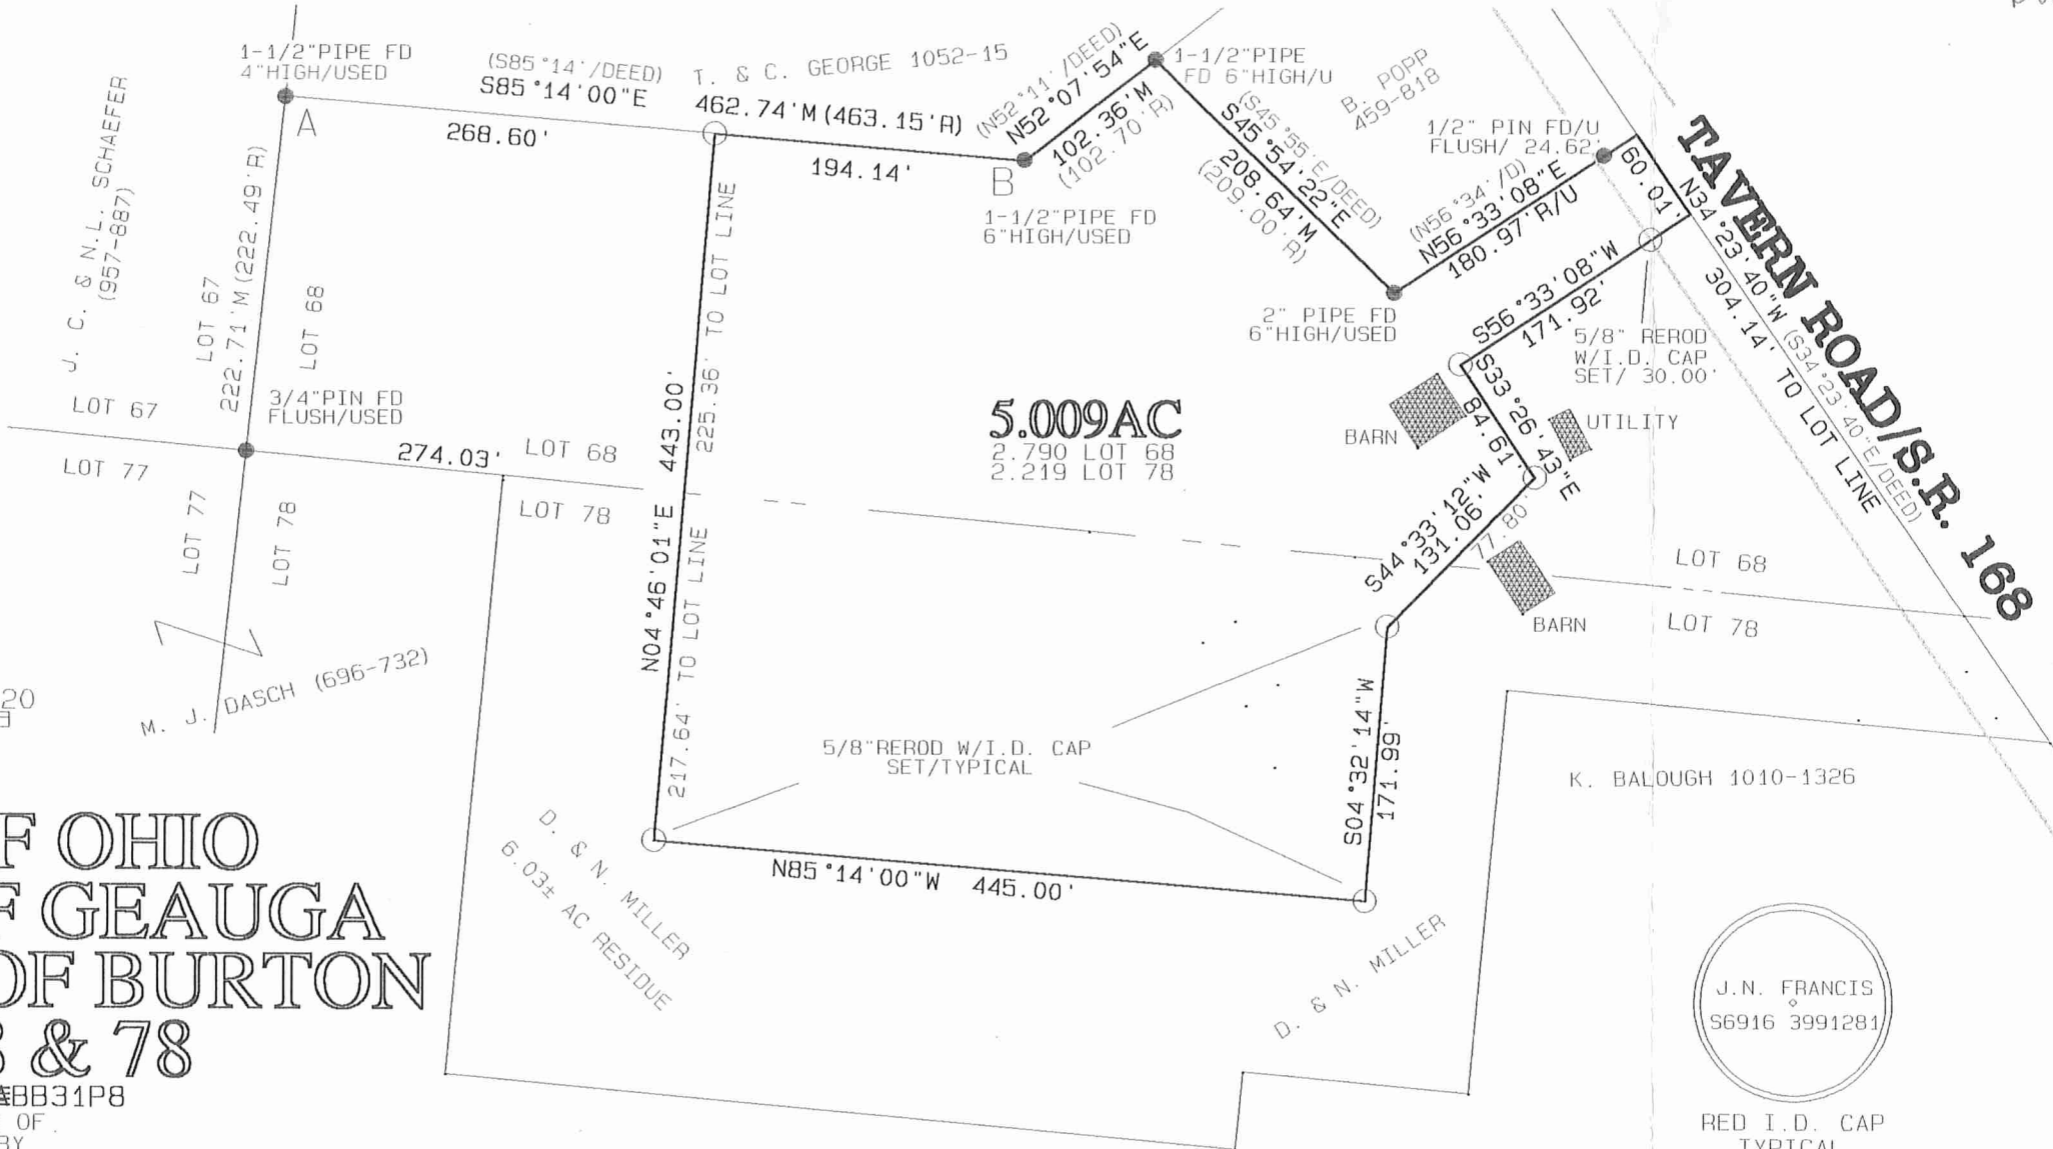 1-1/2"PIPE FD
4"HIGH/USED
A
(S85°14'/DEED)
S85°14'00"E
268.60'
T. & C. GEORGE 1052-15
462.74'M(463.15'R)
194.14'
B
1-1/2"PIPE FD
6"HIGH/USED
(N52°11'/DEED)
N52°07'54"E
102.36'M
(102.70'R)
1-1/2"PIPE
FD 6"HIGH/U
(S45°55'E/DEED)
S45°54'22"E
208.64'M
(209.00'R)
B. POPP
459-818
1/2" PIN FD/U
FLUSH/ 24.62'
(N56°34'/D)
N56°33'08"E
180.97'R/U
2" PIPE FD
6"HIGH/USED
60.01'
TAVERN ROAD/S.R. 168
N34°23'40"W
(S34°23'40"E/DEED)
304.14' TO LOT LINE
S56°33'08"W
171.92'
5/8" REROD
W/I.D. CAP
SET/ 30.00'
S33°26'43"E
84.61'
BARN
UTILITY
J. C. & N.L. SCHAEFER
(957-887)
LOT 67
222.71'M(222.49'R)
LOT 68
LOT 67
3/4"PIN FD
FLUSH/USED
LOT 77
274.03'
LOT 68
LOT 78
LOT 77
LOT 78
M. J. DASCH (696-732)
N04°46'01"E 443.00'
225.36' TO LOT LINE
217.64' TO LOT LINE
5.009AC
2.790 LOT 68
2.219 LOT 78
S44°33'12"W
131.06'
77.80'
BARN
LOT 68
LOT 78
5/8"REROD W/I.D. CAP
SET/TYPICAL
S04°32'14"W
171.99'
N85°14'00"W 445.00'
D. & N. MILLER
6.03± AC RESIDUE
D. & N. MILLER
K. BALOUGH 1010-1326
20
F OHIO
F GEAUGA
OF BURTON
& 78
BB31P8
OF
RY
J.N. FRANCIS
S6916 3991281
RED I.D. CAP
TYPICAL